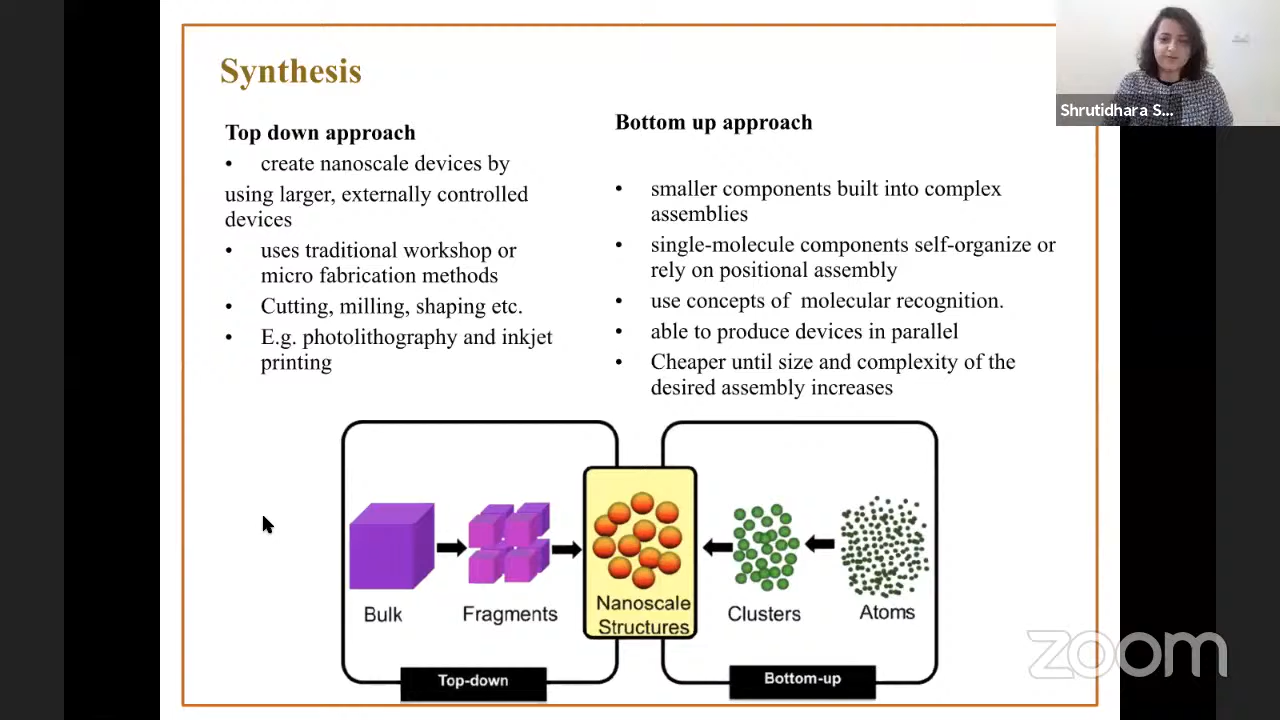 Synthesis
Top down approach
• create nanoscale devices by
using larger, externally controlled
devices
• uses traditional workshop or
micro fabrication methods
• Cutting, milling, shaping etc.
• E.g. photolithography and inkjet
printing
Bottom up approach
• smaller components built into complex
assemblies
• single-molecule components self-organize or
rely on positional assembly
• use concepts of molecular recognition.
• able to produce devices in parallel
• Cheaper until size and complexity of the
desired assembly increases
Shrutidhara S...
Bulk
Fragments
Nanoscale
Structures
Clusters
Atoms
Top-down
Bottom-up
zoom